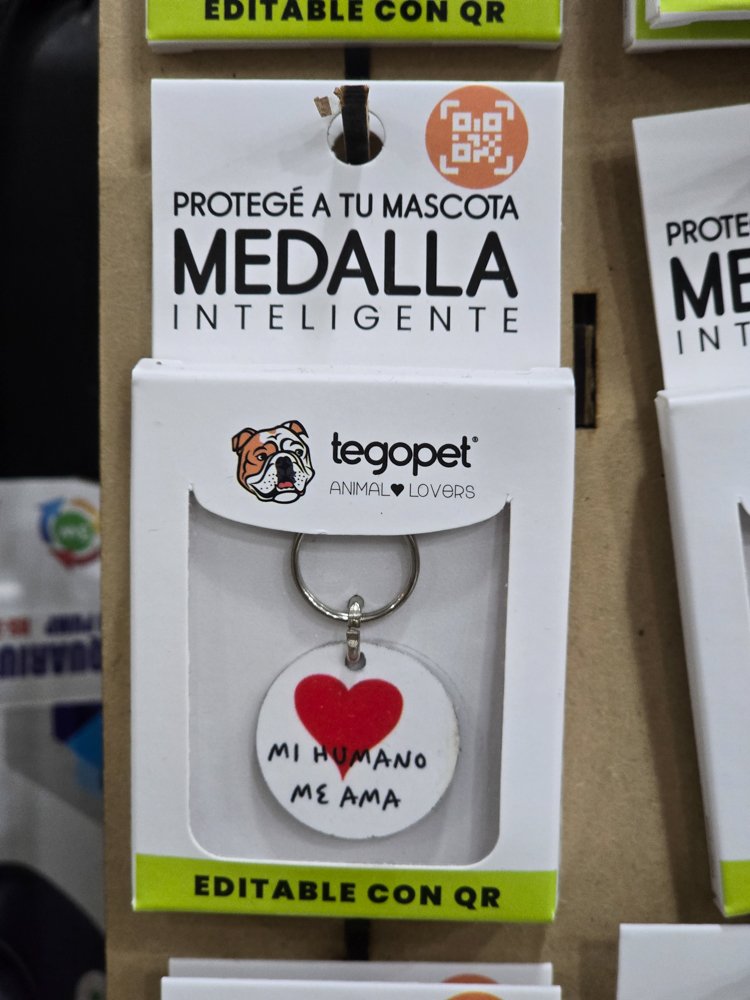 EDITABLE CON QR
PROTEGÉ A TU MASCOTA
MEDALLA
INTELIGENTE
tegopet®
ANIMAL♥LOVERS
MI HUMANO
ME AMA
EDITABLE CON QR
PROTE
ME
INT